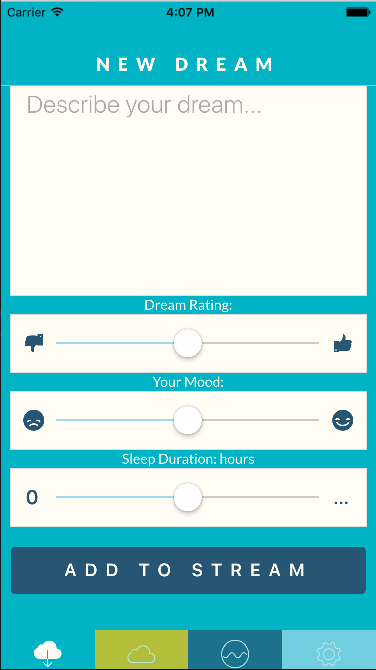 Carrier 4:07 PM
NEW DREAM
Describe your dream...
Dream Rating:
Your Mood:
Sleep Duration: hours
0 ...
ADD TO STREAM